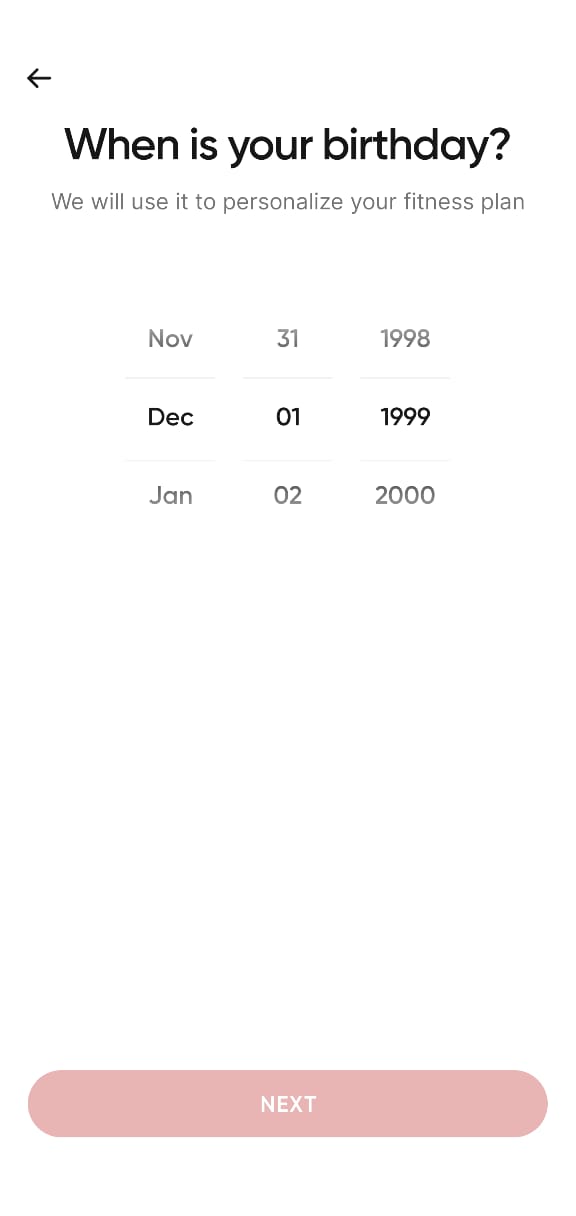 When is your birthday?
We will use it to personalize your fitness plan
Nov 31 1998
Dec 01 1999
Jan 02 2000
NEXT